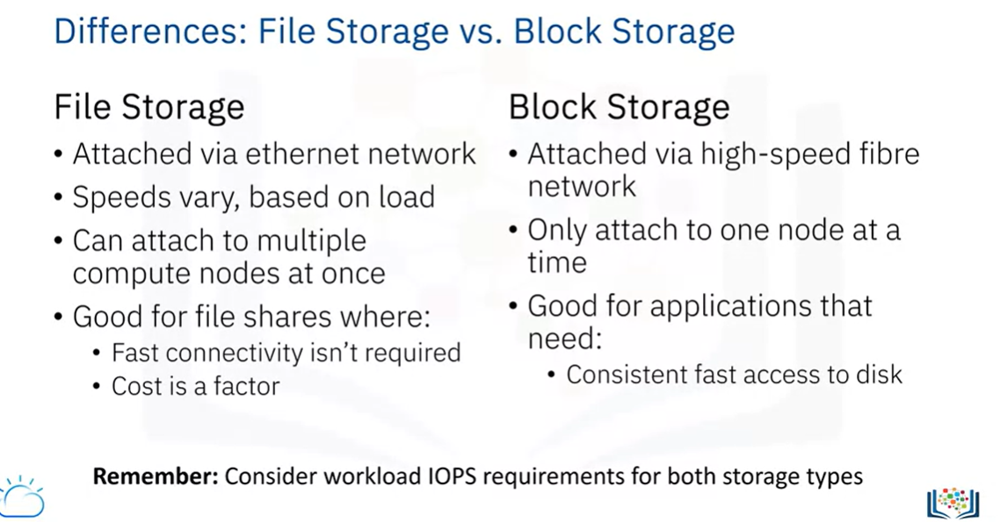 Differences: File Storage vs. Block Storage
File Storage
• Attached via ethernet network
• Speeds vary, based on load
• Can attach to multiple
compute nodes at once
• Good for file shares where:
• Fast connectivity isn't required
• Cost is a factor
Block Storage
• Attached via high-speed fibre
network
• Only attach to one node at a
time
• Good for applications that
need:
• Consistent fast access to disk
Remember: Consider workload IOPS requirements for both storage types